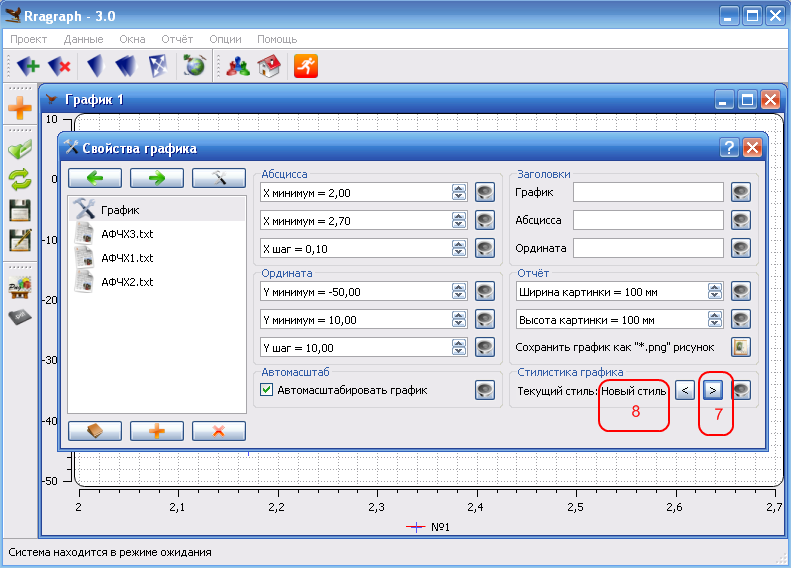 Rragraph - 3.0
Проект Данные Окна Отчёт Опции Помощь
График 1
10
0
-10
-20
-30
-40
-50
Свойства графика
График
АФЧХ3.txt
АФЧХ1.txt
АФЧХ2.txt
Абсцисса
X минимум = 2,00
X минимум = 2,70
X шаг = 0,10
Ордината
Y минимум = -50,00
Y минимум = 10,00
Y шаг = 10,00
Автомасштаб
Автомасштабировать график
Заголовки
График
Абсцисса
Ордината
Отчёт
Ширина картинки = 100 мм
Высота картинки = 100 мм
Сохранить график как "*.png" рисунок
Стилистика графика
Текущий стиль: Новый стиль < >
8 7
2 2,1 2,2 2,3 2,4 2,5 2,6 2,7
№1
Система находится в режиме ожидания